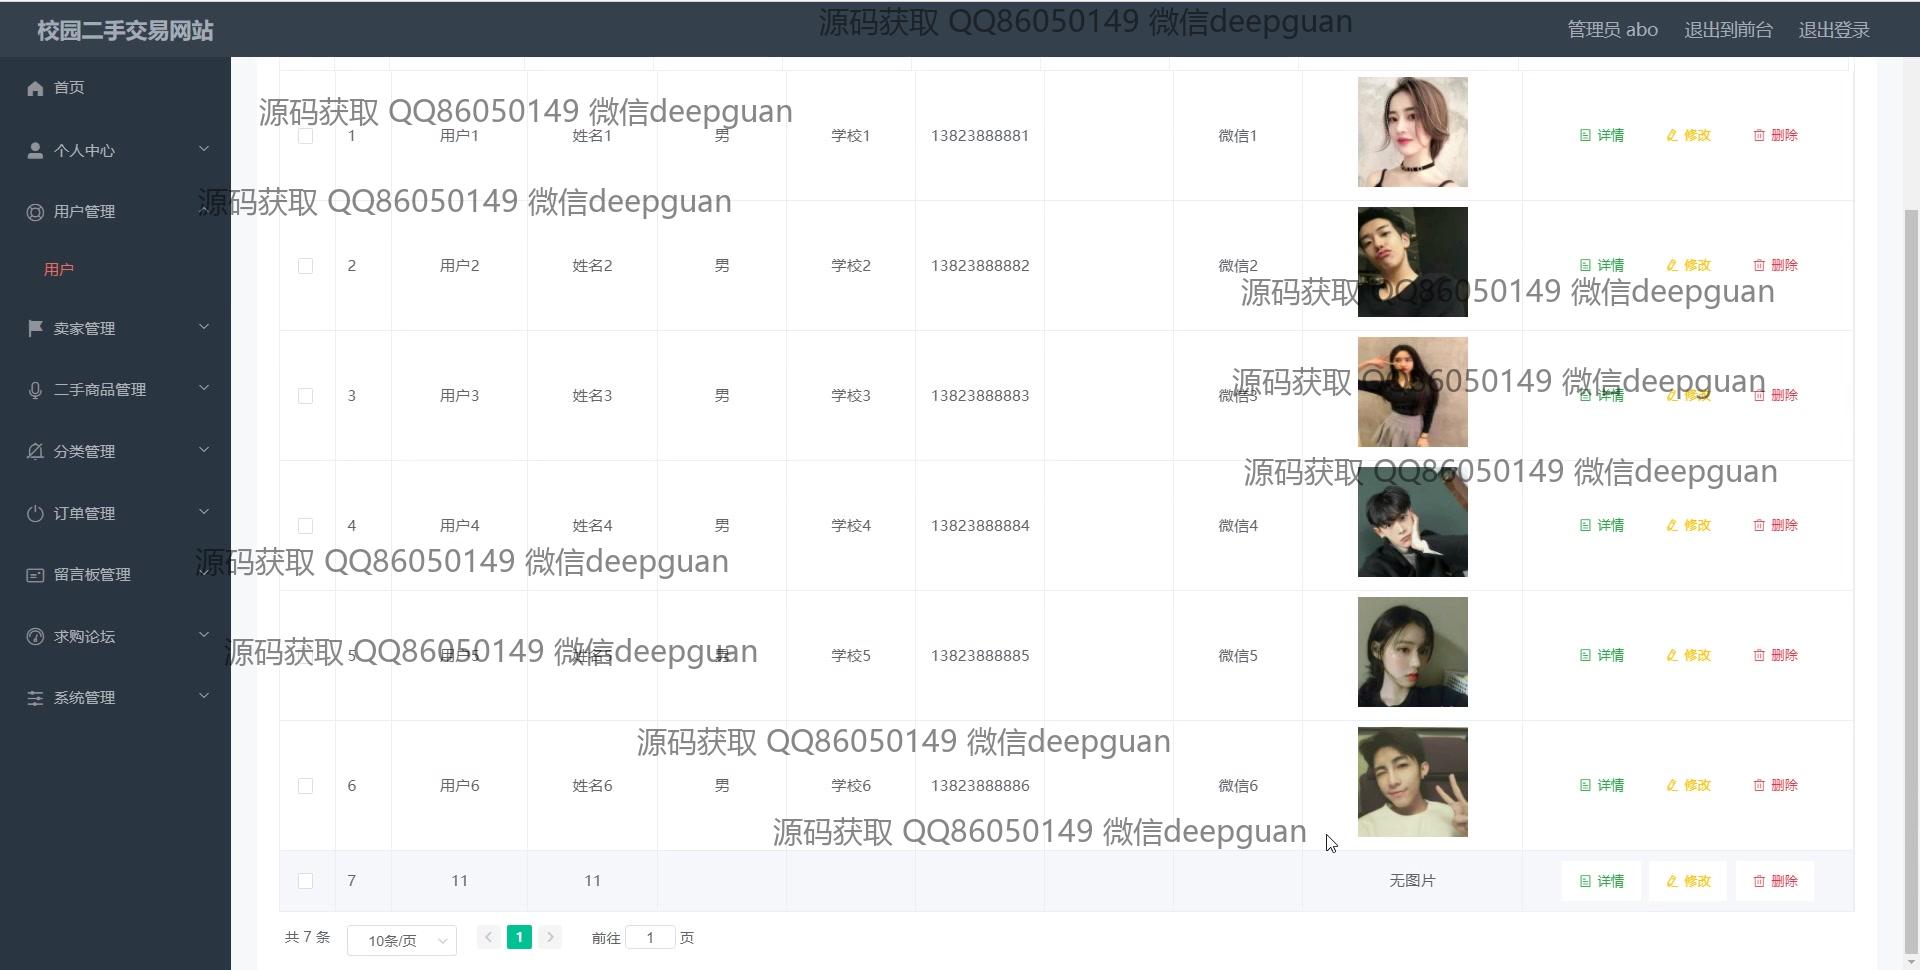 校园二手交易网站
源码获取 QQ86050149 微信deepguan
管理员 abo 退出到前台 退出登录
首页
个人中心
用户管理
用户
卖家管理
二手商品管理
分类管理
订单管理
留言板管理
求购论坛
系统管理
源码获取 QQ86050149 微信deepguan
1 用户1 姓名1 男 学校1 13823888881 微信1 详情 修改 删除
源码获取 QQ86050149 微信deepguan
2 用户2 姓名2 男 学校2 13823888882 微信2 详情 修改 删除
源码获取 QQ86050149 微信deepguan
源码获取 QQ86050149 微信deepguan
3 用户3 姓名3 男 学校3 13823888883 微信3 详情 修改 删除
源码获取 QQ86050149 微信deepguan
4 用户4 姓名4 男 学校4 13823888884 微信4 详情 修改 删除
源码获取 QQ86050149 微信deepguan
源码获取 QQ86050149 微信deepguan
5 用户5 姓名5 男 学校5 13823888885 微信5 详情 修改 删除
源码获取 QQ86050149 微信deepguan
6 用户6 姓名6 男 学校6 13823888886 微信6 详情 修改 删除
源码获取 QQ86050149 微信deepguan
7 11 11 无图片 详情 修改 删除
共 7 条 10条/页 1 前往 1 页